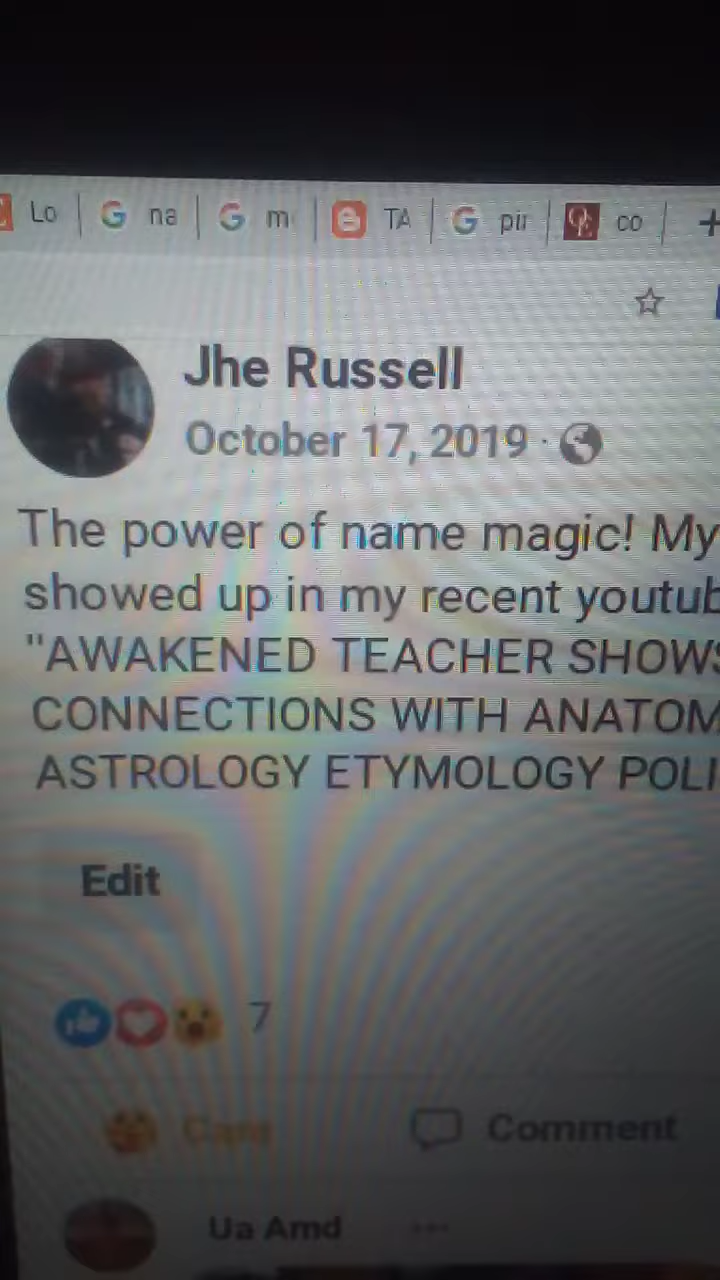 Lo na m TA pir co +
Jhe Russell
October 17, 2019 ·
The power of name magic! My
showed up in my recent youtub
"AWAKENED TEACHER SHOWS
CONNECTIONS WITH ANATOM
ASTROLOGY ETYMOLOGY POLI
Edit
7
Care Comment
Ua Amd ...